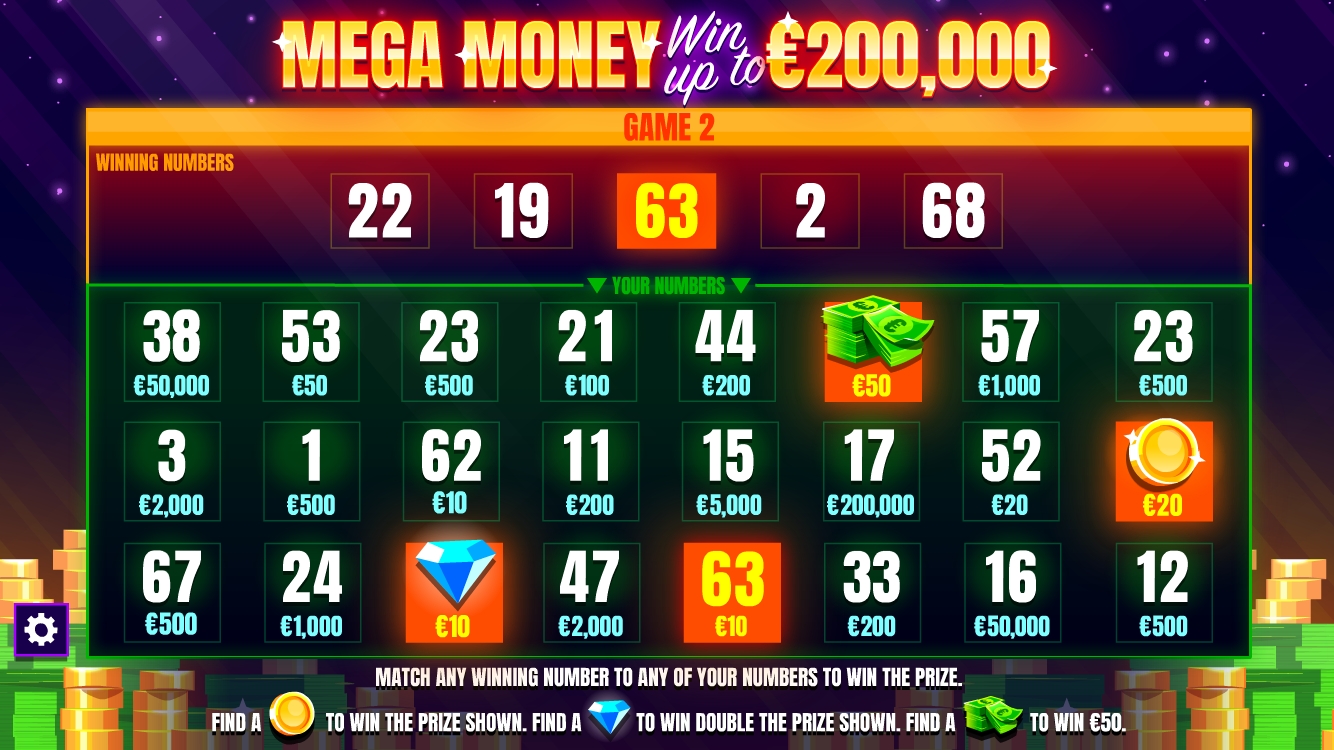 MEGA MONEY Win up to €200,000
GAME 2
WINNING NUMBERS
22 19 63 2 68
YOUR NUMBERS
38 53 23 21 44 57 23
€50,000 €50 €500 €100 €200 €50 €1,000 €500
3 1 62 11 15 17 52
€2,000 €500 €10 €200 €5,000 €200,000 €20 €20
67 24 47 63 33 16 12
€500 €1,000 €10 €2,000 €10 €200 €50,000 €500
MATCH ANY WINNING NUMBER TO ANY OF YOUR NUMBERS TO WIN THE PRIZE.
FIND A TO WIN THE PRIZE SHOWN. FIND A TO WIN DOUBLE THE PRIZE SHOWN. FIND A TO WIN €50.